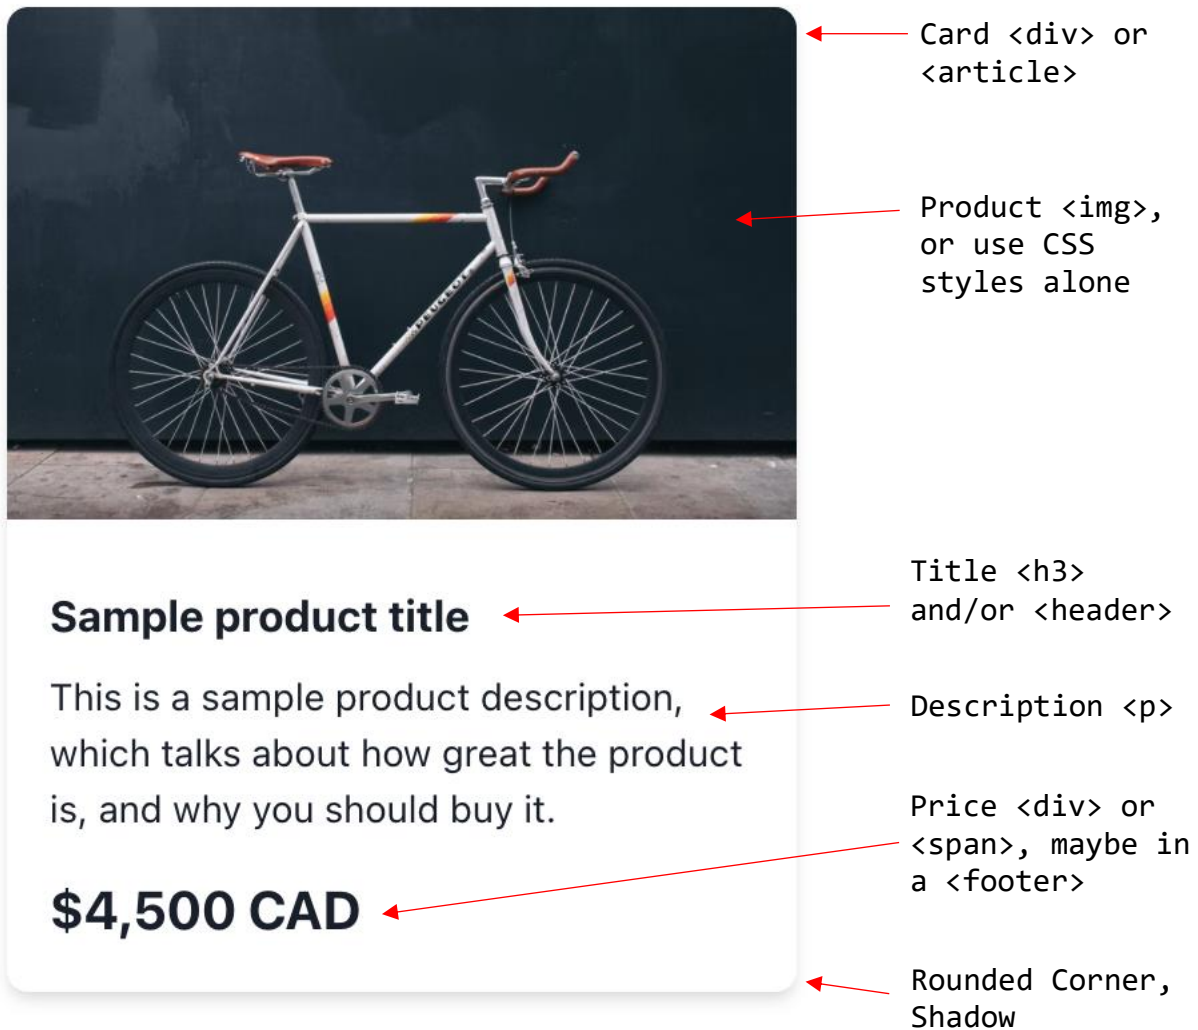 Card <div> or
<article>
PEUGEOT
Product <img>,
or use CSS
styles alone
Title <h3>
and/or <header>
Sample product title
This is a sample product description,
which talks about how great the product
is, and why you should buy it.
Description <p>
Price <div> or
<span>, maybe in
a <footer>
$4,500 CAD
Rounded Corner,
Shadow